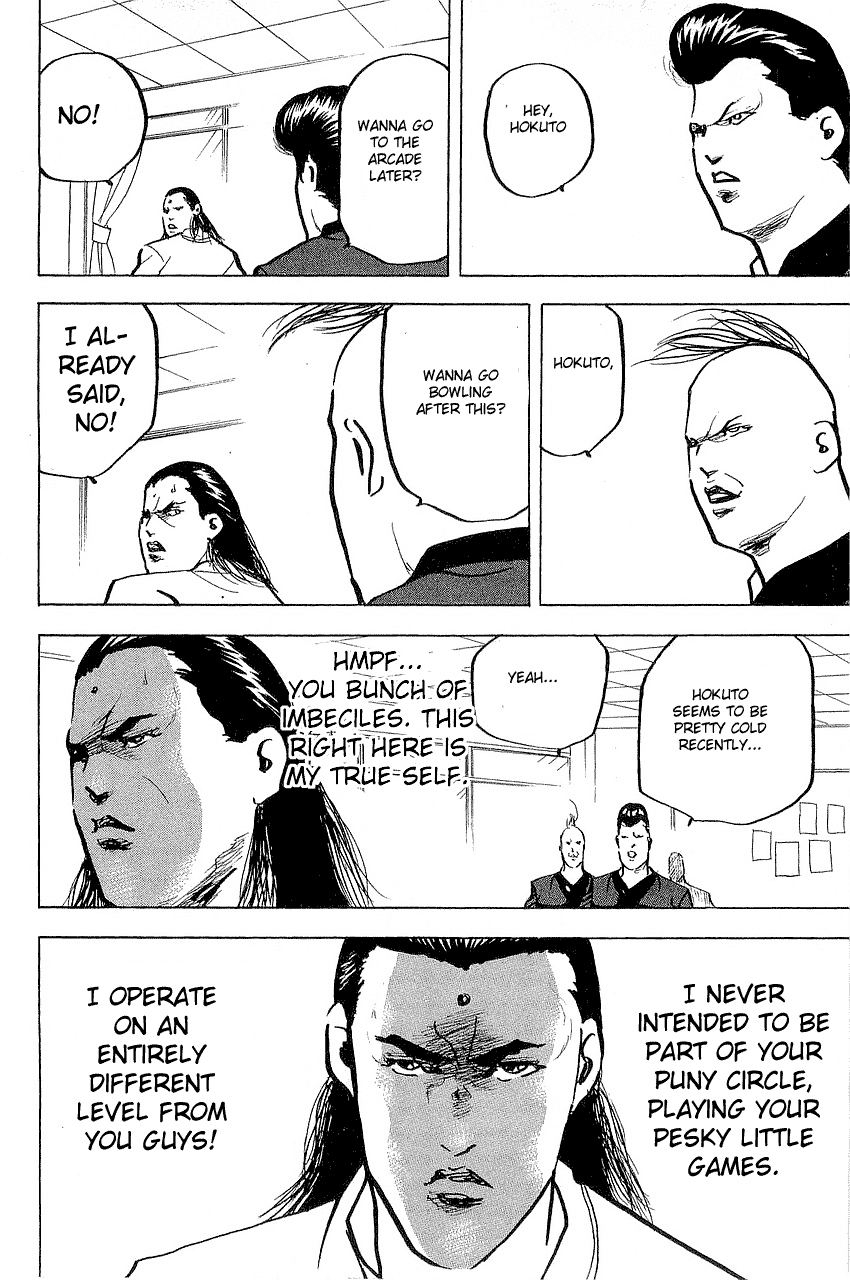 HEY,
HOKUTO
WANNA GO
TO THE
ARCADE
LATER?
NO!
HOKUTO,
WANNA GO
BOWLING
AFTER THIS?
I AL-
READY
SAID,
NO!
HOKUTO
SEEMS TO BE
PRETTY COLD
RECENTLY...
YEAH...
HMPF...
YOU BUNCH OF
IMBECILES. THIS
RIGHT HERE IS
MY TRUE SELF.
I NEVER
INTENDED TO BE
PART OF YOUR
PUNY CIRCLE,
PLAYING YOUR
PESKY LITTLE
GAMES.
I OPERATE
ON AN
ENTIRELY
DIFFERENT
LEVEL FROM
YOU GUYS!